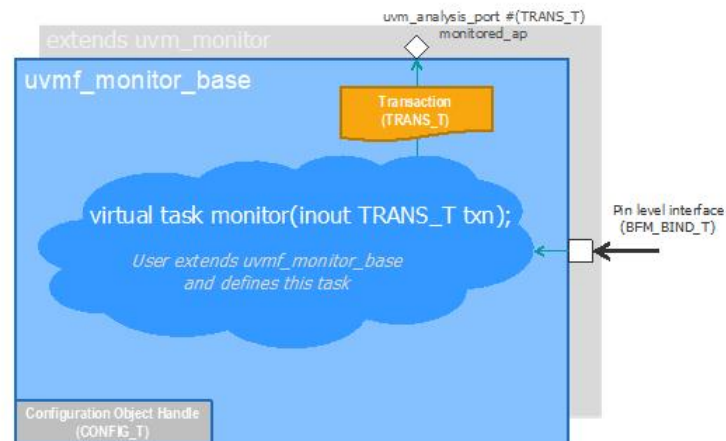 uvm_analysis_port #(TRANS_T)
monitored_ap
extends uvm_monitor
uvmf_monitor_base
Transaction
(TRANS_T)
virtual task monitor(inout TRANS_T txn);
User extends uvmf_monitor_base
and defines this task
Pin level interface
(BFM_BIND_T)
Configuration Object Handle
(CONFIG_T)